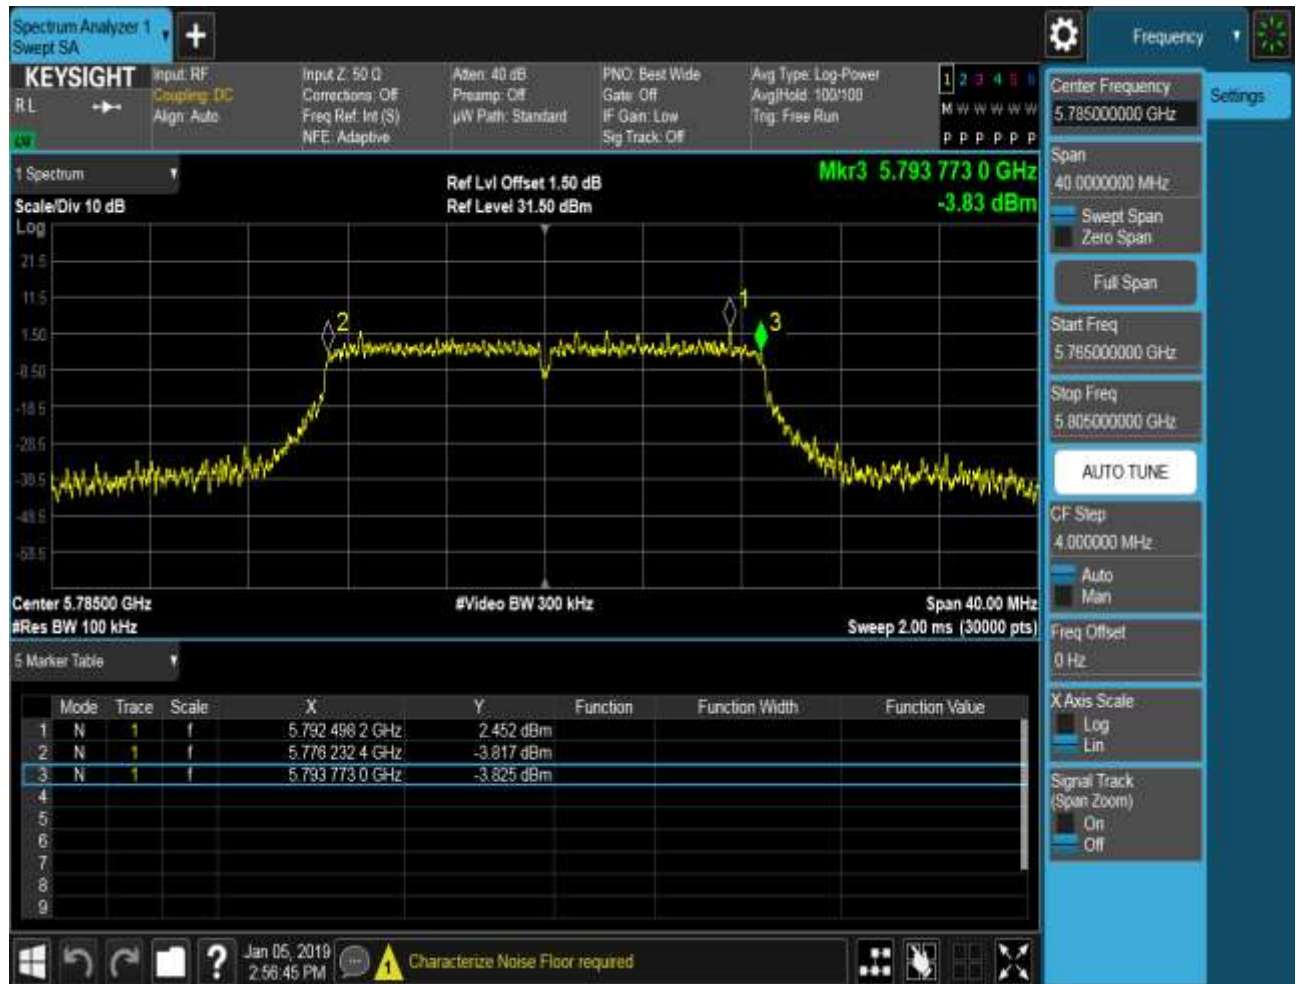 Spectrum Analyzer 1
Swept SA
+
Frequency
KEYSIGHT
R L
Input: RF
Coupling: DC
Align: Auto
Input Z: 50 Ω
Corrections: Off
Freq Ref: Int (S)
NFE: Adaptive
Atten: 40 dB
Preamp: Off
µW Path: Standard
PNO: Best Wide
Gate: Off
IF Gain: Low
Sig Track: Off
Avg Type: Log-Power
Avg|Hold: 100/100
Trig: Free Run
1 2 3 4 5 6
M W W W W W
P P P P P P
1 Spectrum
Scale/Div 10 dB
Ref Lvl Offset 1.50 dB
Ref Level 31.50 dBm
Mkr3 5.793 773 0 GHz
-3.83 dBm
Log
21.5
11.5
1.50
-8.50
-18.5
-28.5
-38.5
-48.5
-58.5
2
1
3
Center 5.78500 GHz
#Video BW 300 kHz
Span 40.00 MHz
#Res BW 100 kHz
Sweep 2.00 ms (30000 pts)
5 Marker Table
Mode Trace Scale X Y Function Function Width Function Value
1 N 1 f 5.792 498 2 GHz 2.452 dBm
2 N 1 f 5.776 232 4 GHz -3.817 dBm
3 N 1 f 5.793 773 0 GHz -3.825 dBm
4
5
6
7
8
9
Center Frequency
5.785000000 GHz
Settings
Span
40.0000000 MHz
Swept Span
Zero Span
Full Span
Start Freq
5.765000000 GHz
Stop Freq
5.805000000 GHz
AUTO TUNE
CF Step
4.000000 MHz
Auto
Man
Freq Offset
0 Hz
X Axis Scale
Log
Lin
Signal Track
(Span Zoom)
On
Off
?
Jan 05, 2019
2:56:45 PM
1
Characterize Noise Floor required